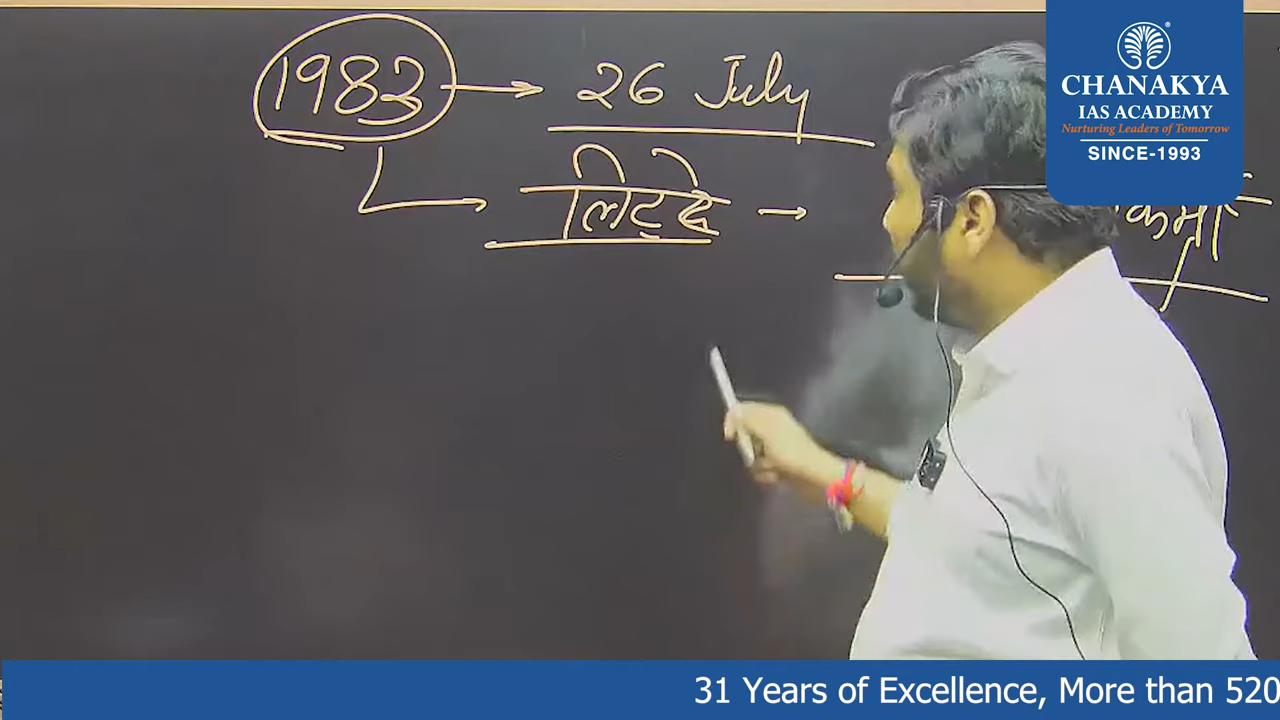 1983 → 26 July
लिट्टे →
CHANAKYA
IAS ACADEMY
Nurturing Leaders of Tomorrow
SINCE-1993
31 Years of Excellence, More than 520